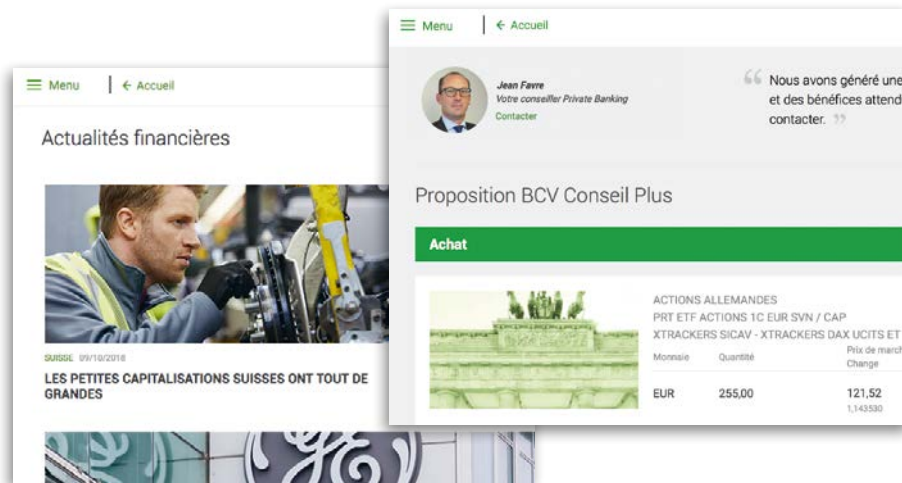 Menu
← Accueil
Actualités financières
SUISSE 09/10/2018
LES PETITES CAPITALISATIONS SUISSES ONT TOUT DE
GRANDES
Menu
← Accueil
Jean Favre
Votre conseiller Private Banking
Contacter
“ Nous avons généré une
et des bénéfices attend
contacter. ”
Proposition BCV Conseil Plus
Achat
ACTIONS ALLEMANDES
PRT ETF ACTIONS 1C EUR SVN / CAP
XTRACKERS SICAV - XTRACKERS DAX UCITS ET
Monnaie Quantité Prix de march
Change
EUR 255,00 121,52
1,143530